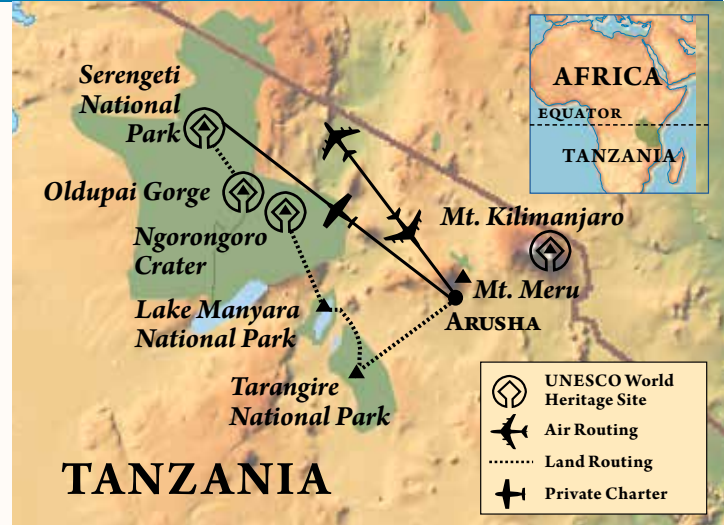 Serengeti
National
Park
Oldupai Gorge
Ngorongoro
Crater
Lake Manyara
National Park
Tarangire
National Park
Mt. Kilimanjaro
Mt. Meru
ARUSHA
TANZANIA
AFRICA
EQUATOR
TANZANIA
UNESCO World
Heritage Site
Air Routing
Land Routing
Private Charter